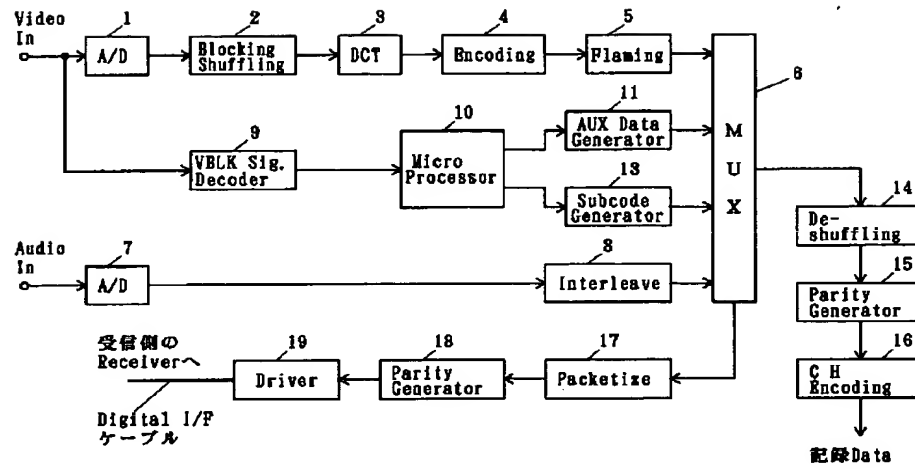 Video
In
1
A/D
2
Blocking
Shuffling
3
DCT
4
Encoding
5
Flaming
6
M
U
X
9
VBLK Sig.
Decoder
10
Micro
Processor
11
AUX Data
Generator
13
Subcode
Generator
Audio
In
7
A/D
8
Interleave
14
De-
shuffling
15
Parity
Generator
16
C H
Encoding
記録Data
17
Packetize
18
Parity
Generator
19
Driver
受信側の
Receiverへ
Digital I/F
ケーブル